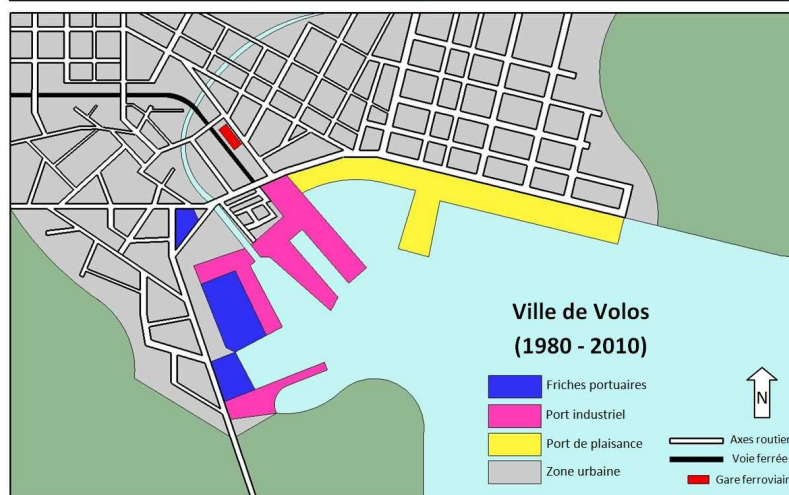 Ville de Volos
(1980 - 2010)
Friches portuaires
Port industriel
Port de plaisance
Zone urbaine
N
Axes routier
Voie ferrée
Gare ferroviair